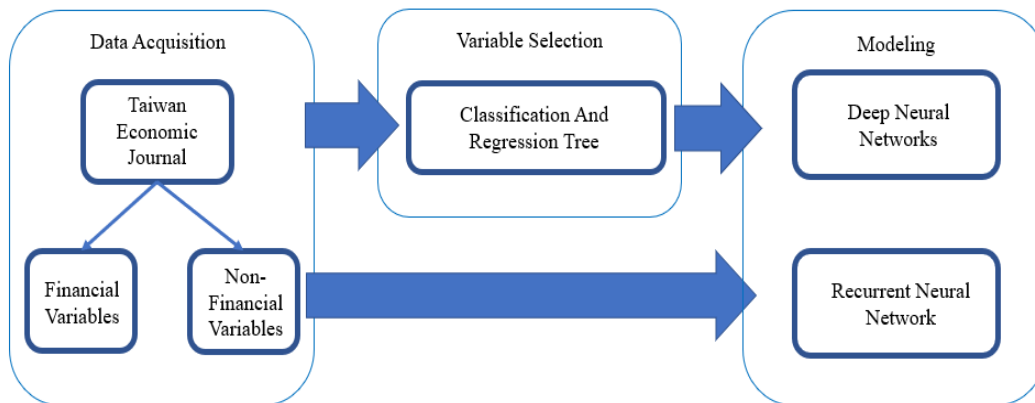 Data Acquisition
Taiwan
Economic
Journal
Financial
Variables
Non-
Financial
Variables
Variable Selection
Classification And
Regression Tree
Modeling
Deep Neural
Networks
Recurrent Neural
Network